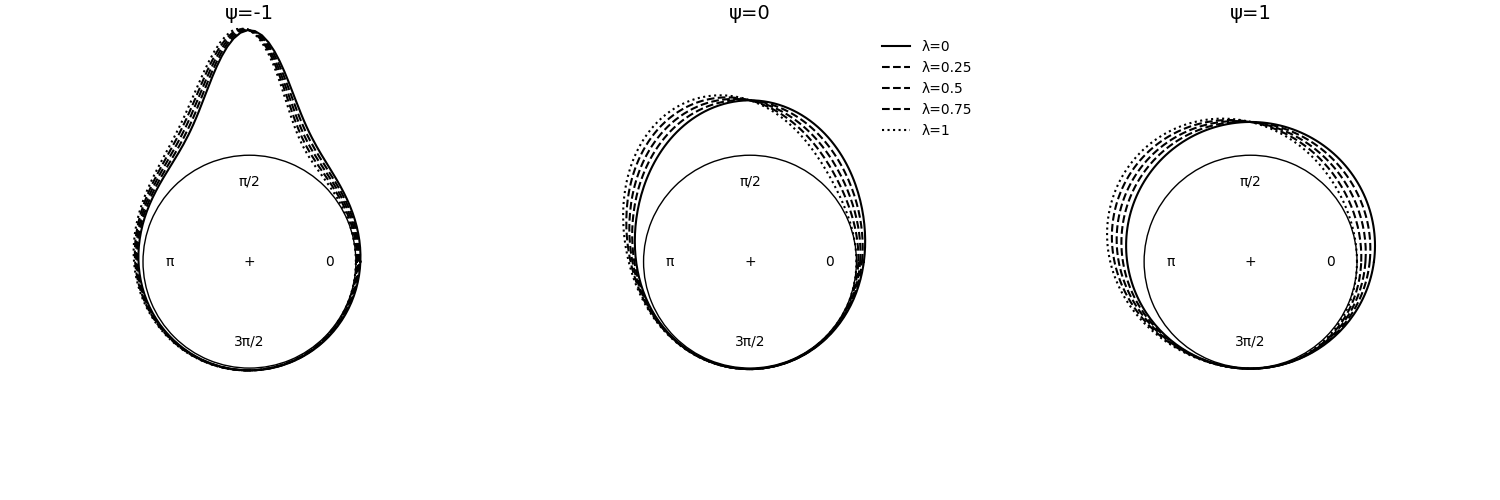 ψ=-1
π/2
π
+
0
3π/2
ψ=0
π/2
π
+
0
3π/2
λ=0
λ=0.25
λ=0.5
λ=0.75
λ=1
ψ=1
π/2
π
+
0
3π/2